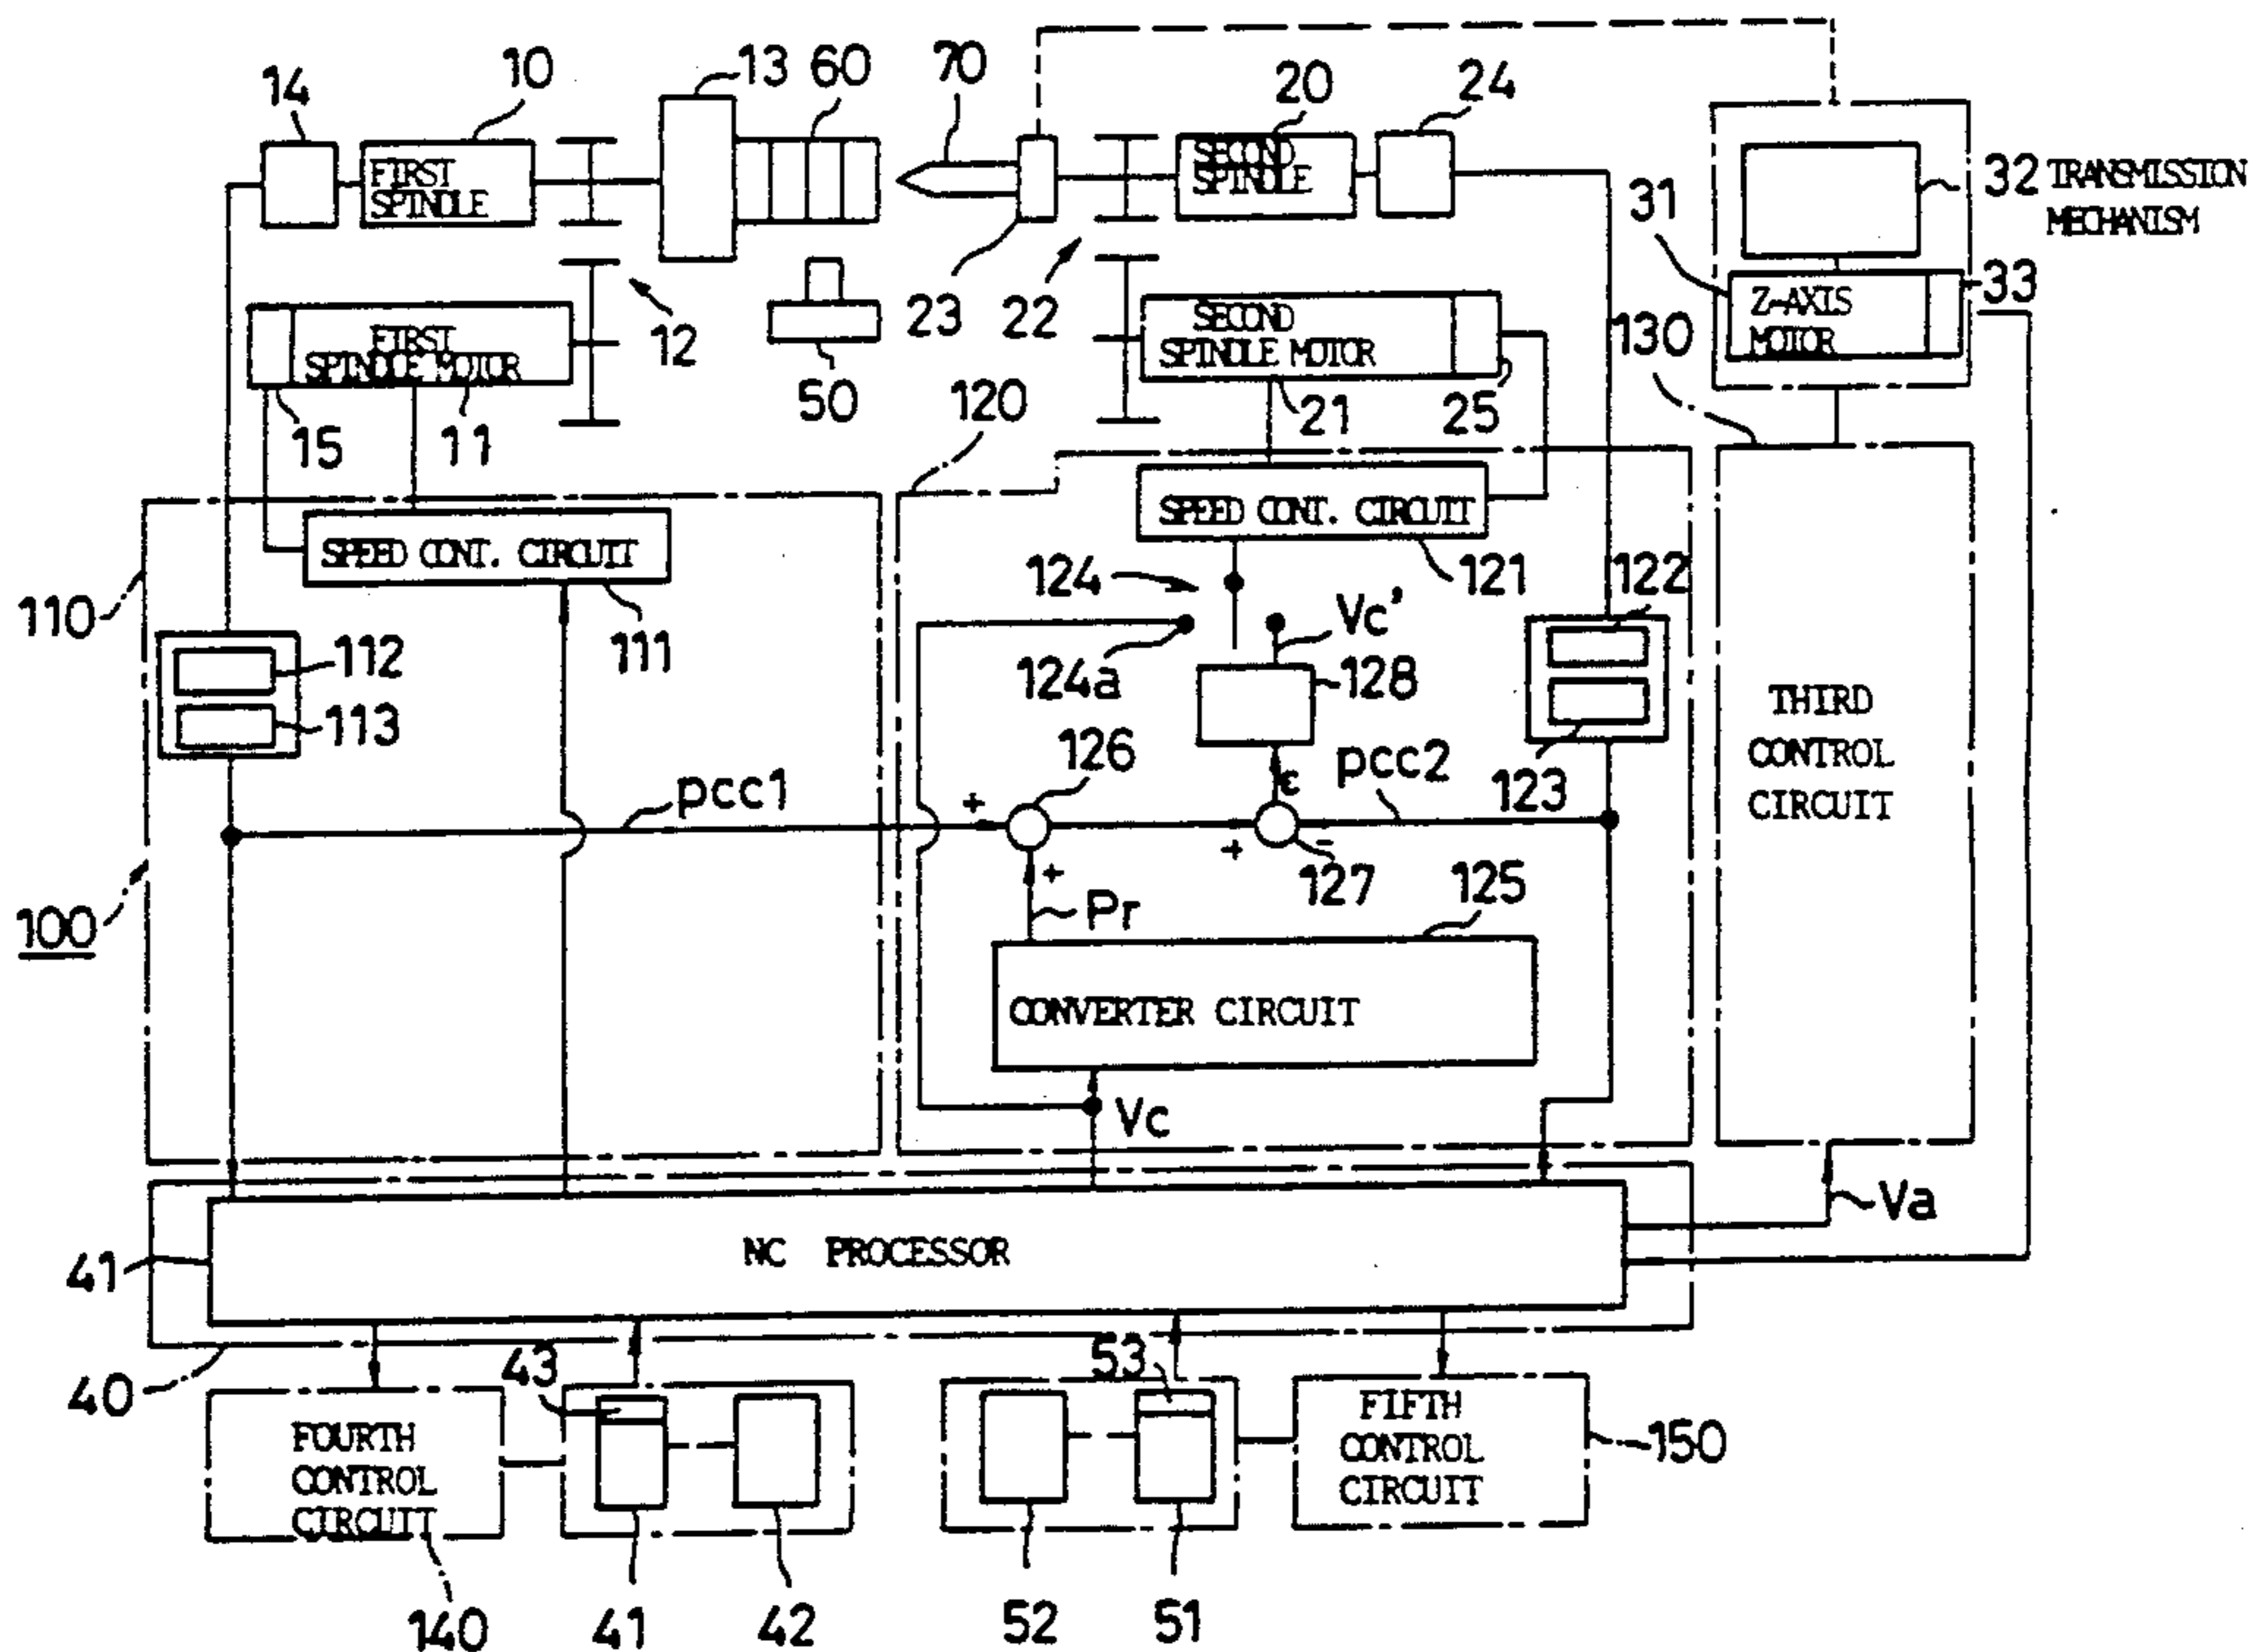 14
10
13
60
70
20
24
FIRST
SPINDLE
SECOND
SPINDLE
31
32 TRANSMISSION
MECHANISM
33
Z-AXIS
MOTOR
12
50
23
22
FIRST
SPINDLE MOTOR
SECOND
SPINDLE MOTOR
130
15
11
120
21
25
SPEED CONT. CIRCUIT
SPEED CONT. CIRCUIT
110
111
124
121
122
112
113
124a
Vc'
128
123
THIRD
CONTROL
CIRCUIT
pcc1
+
126
ε
pcc2
+
-
127
+
Pr
125
100
CONVERTER CIRCUIT
Vc
Va
41
NC PROCESSOR
40
43
53
FOURTH
CONTROL
CIRCUIT
FIFTH
CONTROL
CIRCUIT
150
140
41
42
52
51